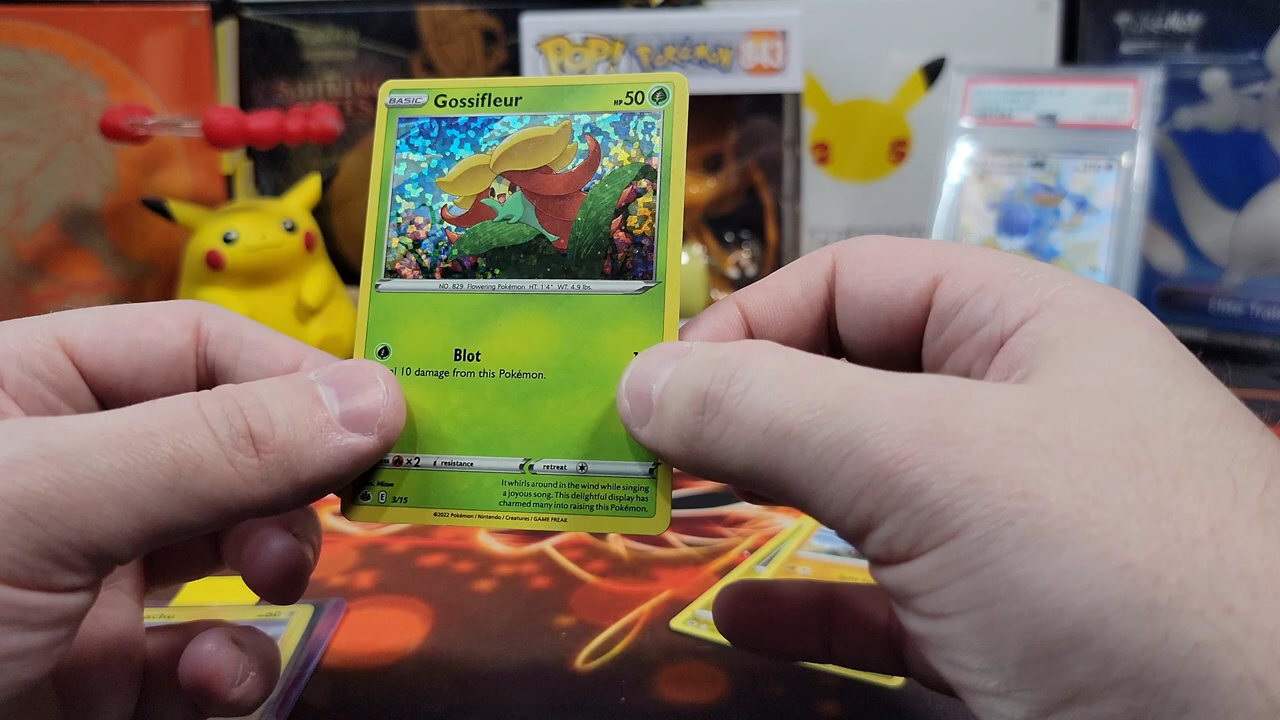 POP! POKÉMON 843
BASIC Gossifleur HP 50
NO. 829 Flowering Pokémon HT. 1'4" WT. 4.9 lbs.
Blot
10 damage from this Pokémon.
×2 resistance retreat
It whirls around in the wind while singing
a joyous song. This delightful display has
charmed many into raising this Pokémon.
E 3/15
©2022 Pokémon / Nintendo / Creatures / GAME FREAK